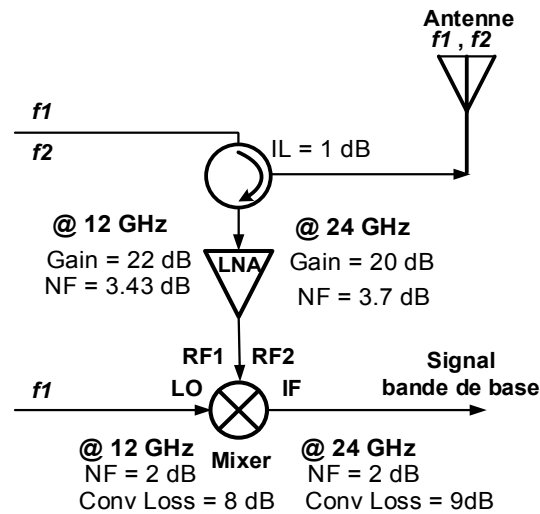 Antenne
f1 , f2
f1
f2
IL = 1 dB
@ 12 GHz
Gain = 22 dB
NF = 3.43 dB
LNA
@ 24 GHz
Gain = 20 dB
NF = 3.7 dB
RF1 RF2
f1
LO
IF
Signal
bande de base
Mixer
@ 12 GHz
NF = 2 dB
Conv Loss = 8 dB
@ 24 GHz
NF = 2 dB
Conv Loss = 9dB